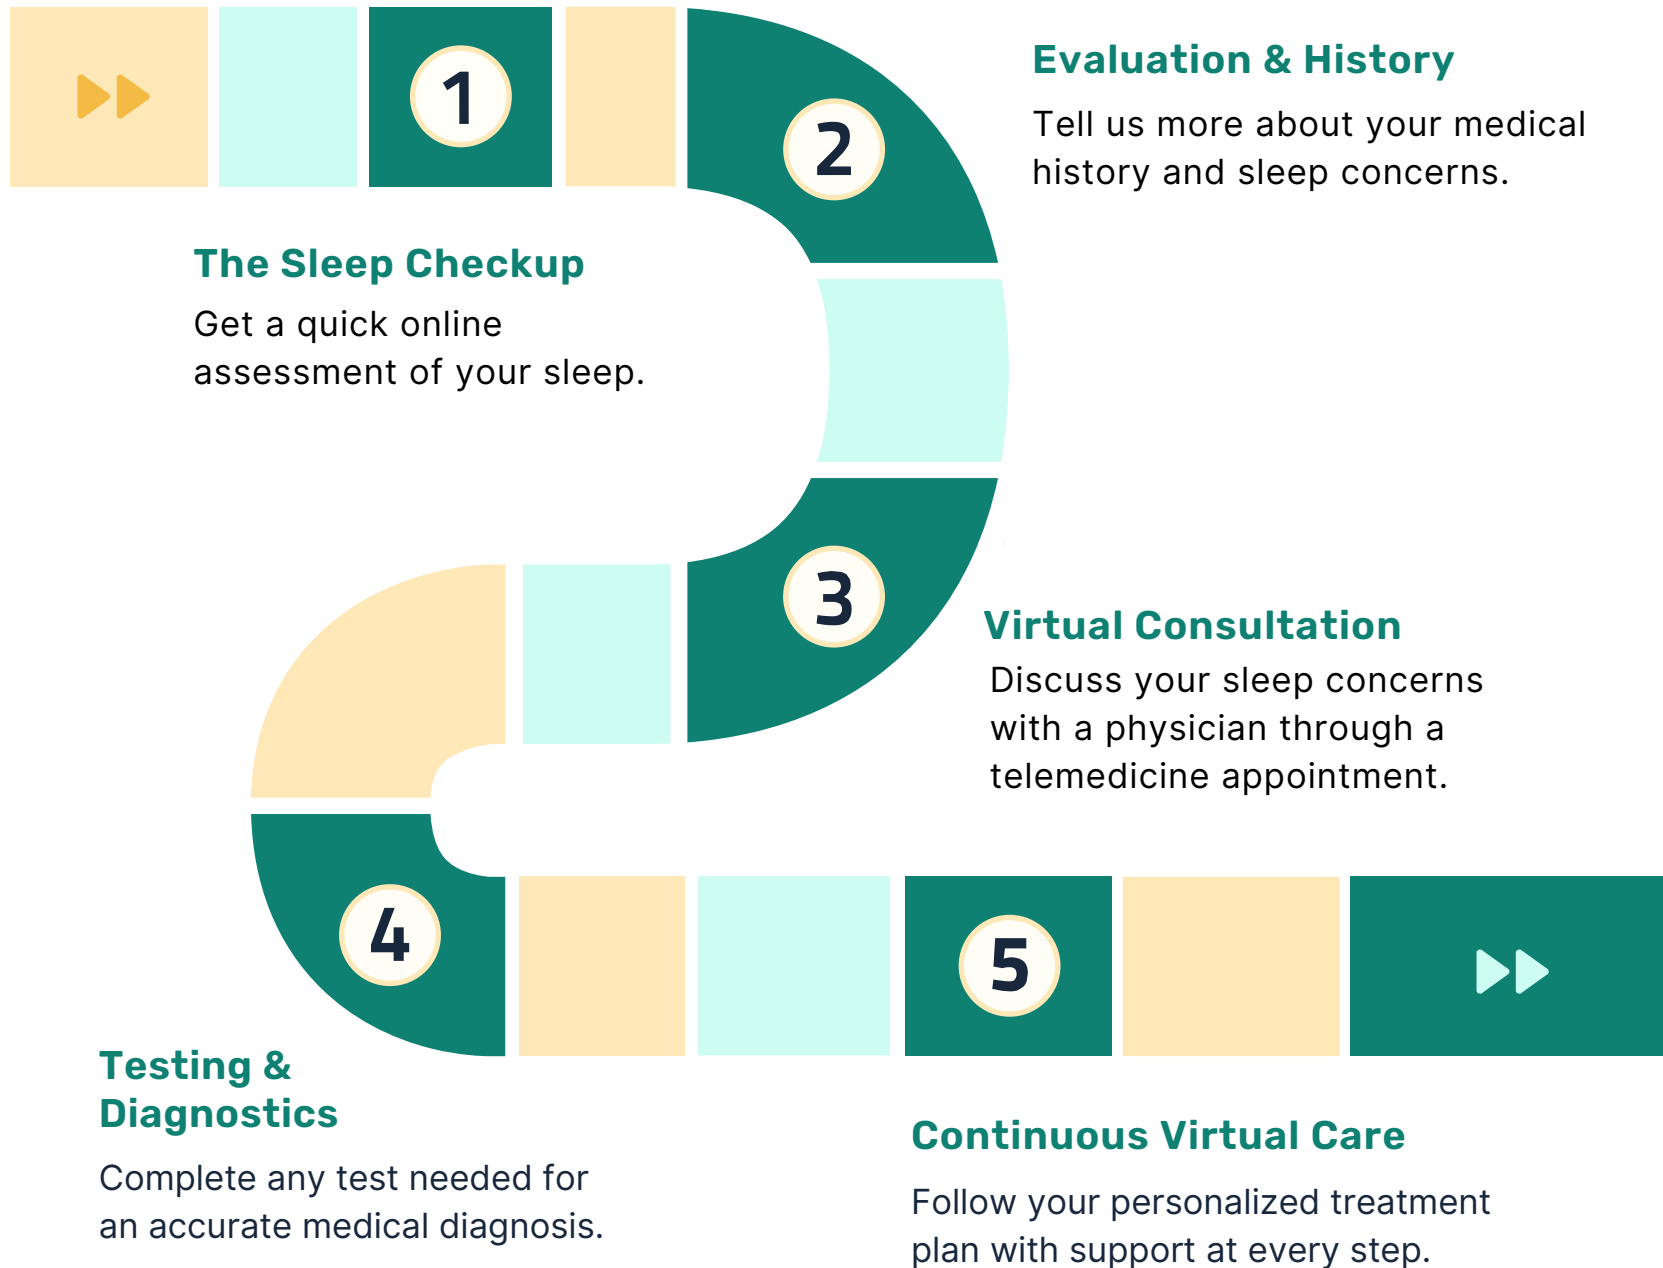 1
The Sleep Checkup
Get a quick online
assessment of your sleep.
2
Evaluation & History
Tell us more about your medical
history and sleep concerns.
3
Virtual Consultation
Discuss your sleep concerns
with a physician through a
telemedicine appointment.
4
Testing &
Diagnostics
Complete any test needed for
an accurate medical diagnosis.
5
Continuous Virtual Care
Follow your personalized treatment
plan with support at every step.